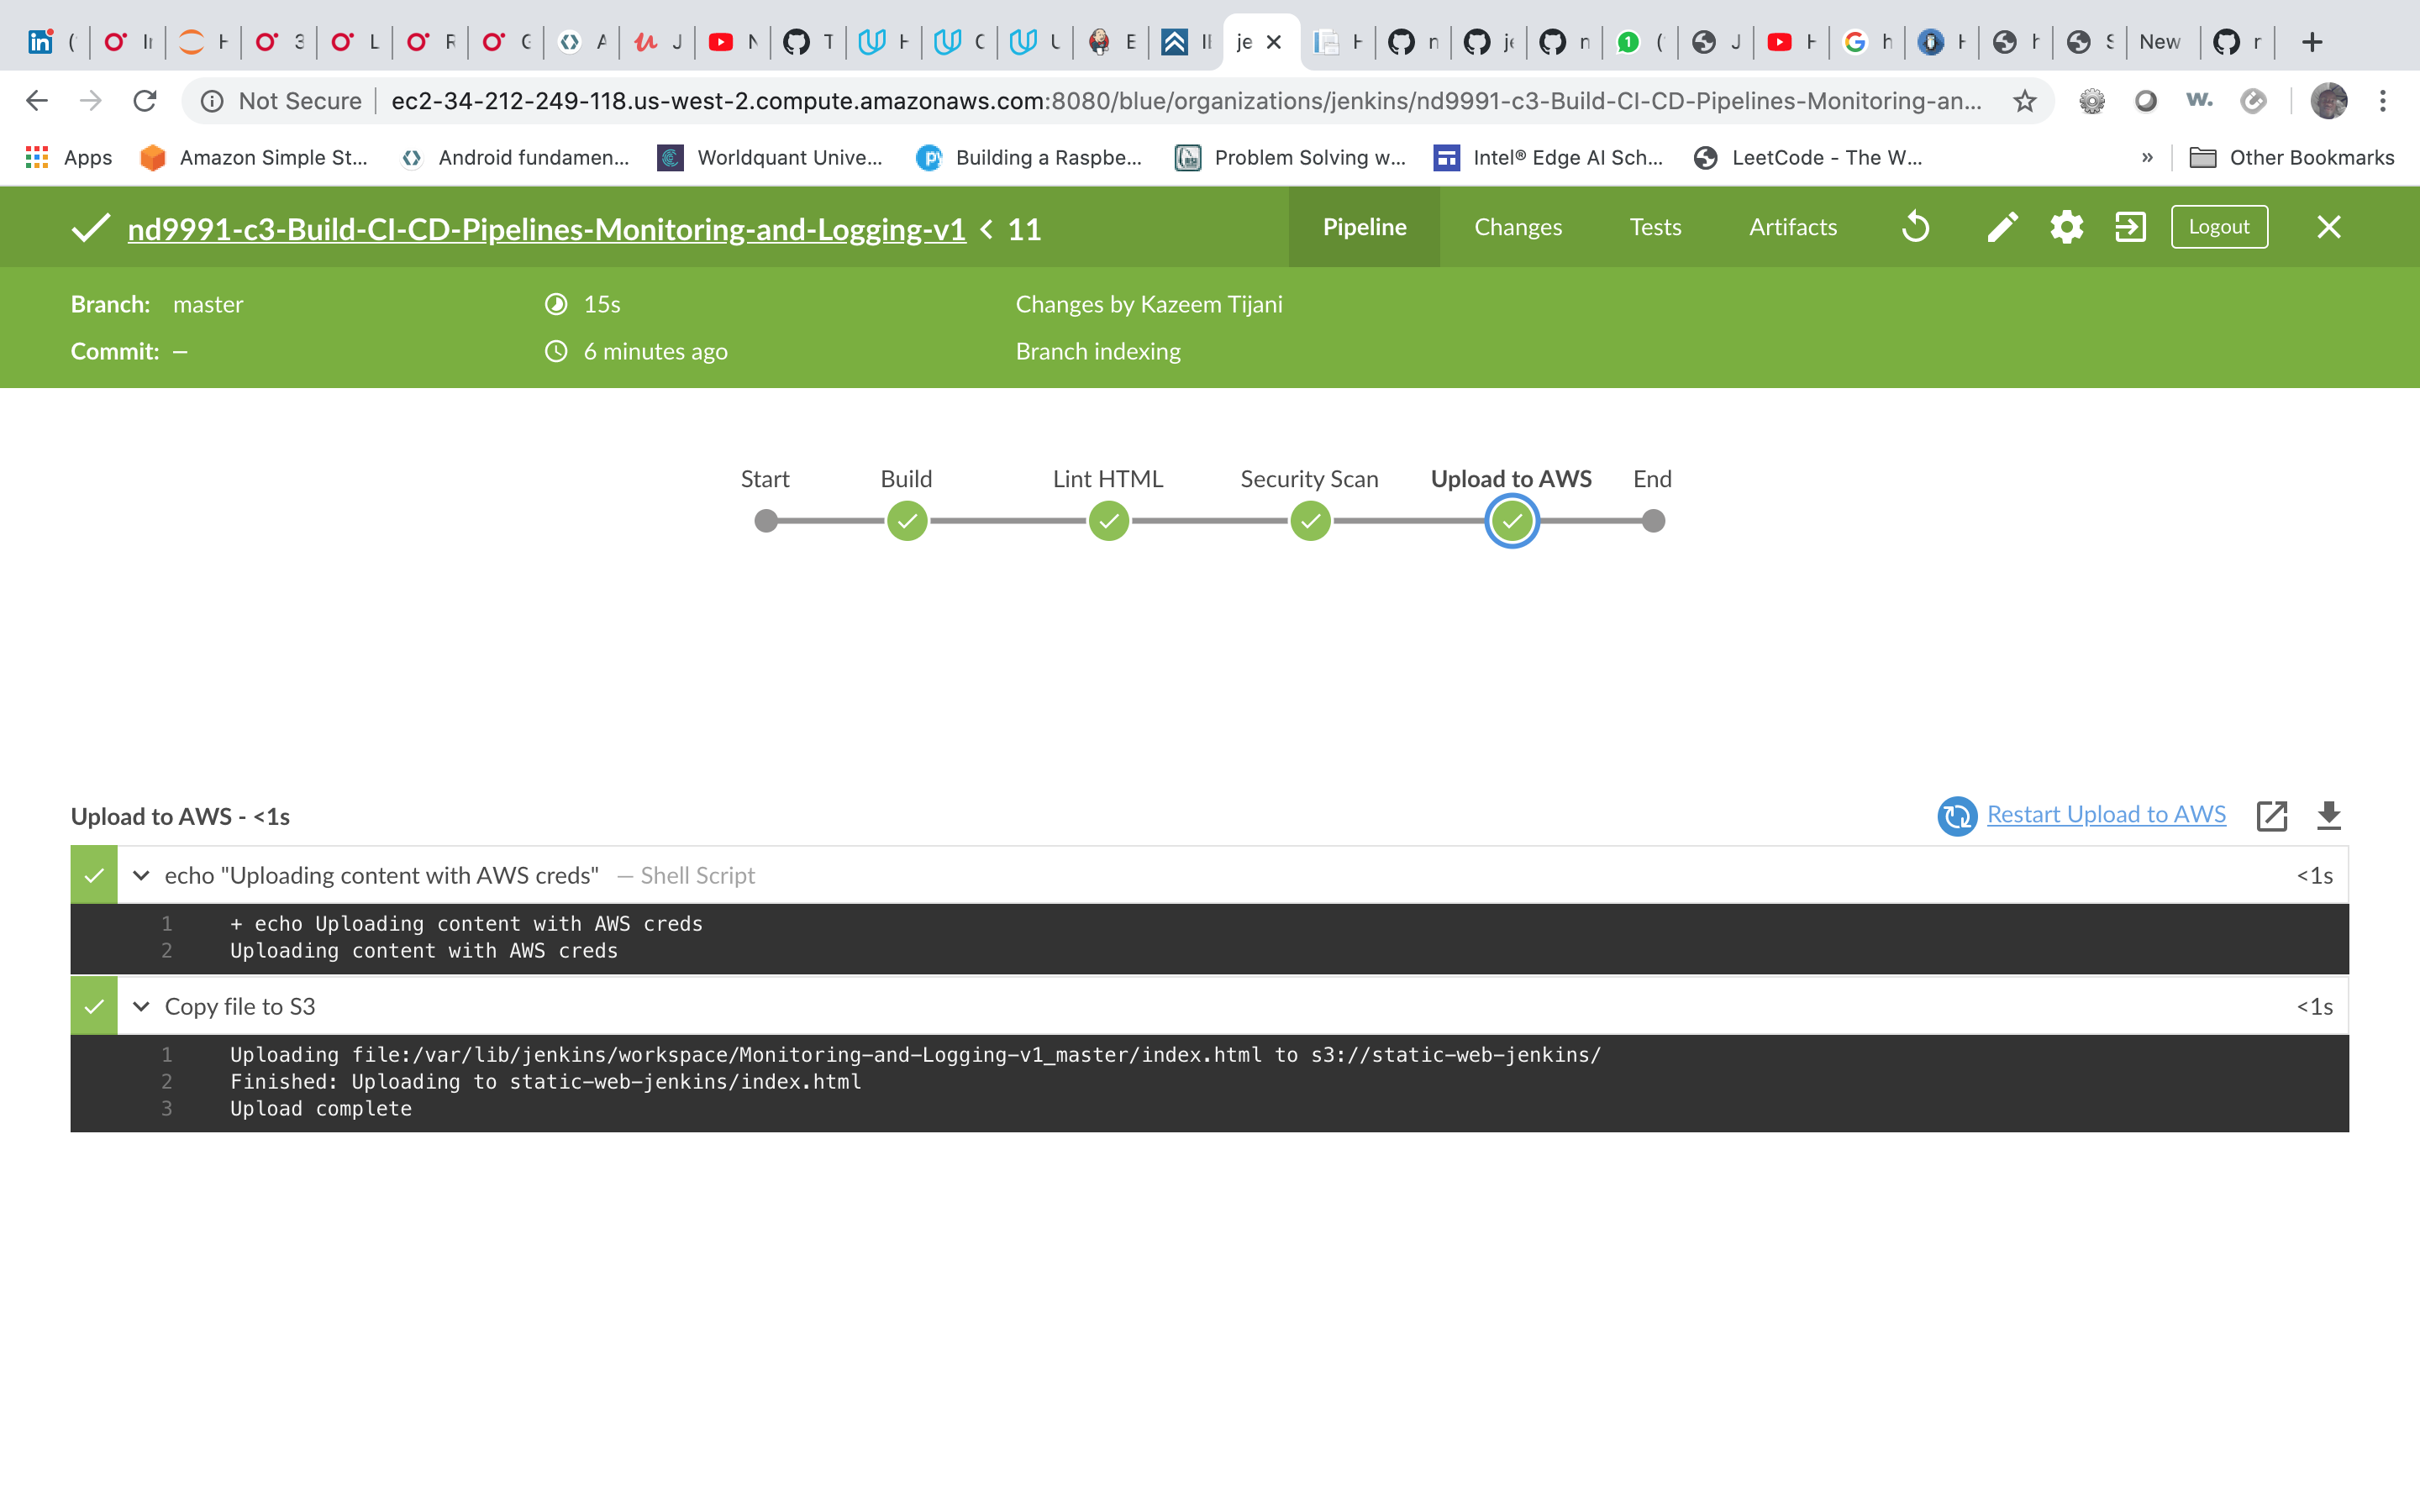 in ( I H 3 L R G A J N T H C U E II je H n je n 1 ( J H h H h S New r
Not Secure ec2-34-212-249-118.us-west-2.compute.amazonaws.com:8080/blue/organizations/jenkins/nd9991-c3-Build-CI-CD-Pipelines-Monitoring-an... w.
Apps Amazon Simple St... Android fundamen... Worldquant Unive... Building a Raspbe... Problem Solving w... Intel® Edge AI Sch... LeetCode - The W... » Other Bookmarks
nd9991-c3-Build-CI-CD-Pipelines-Monitoring-and-Logging-v1 < 11 Pipeline Changes Tests Artifacts Logout
Branch: master 15s Changes by Kazeem Tijani
Commit: — 6 minutes ago Branch indexing
Start Build Lint HTML Security Scan Upload to AWS End
Upload to AWS - <1s Restart Upload to AWS
echo "Uploading content with AWS creds" — Shell Script <1s
1 + echo Uploading content with AWS creds
2 Uploading content with AWS creds
Copy file to S3 <1s
1 Uploading file:/var/lib/jenkins/workspace/Monitoring-and-Logging-v1_master/index.html to s3://static-web-jenkins/
2 Finished: Uploading to static-web-jenkins/index.html
3 Upload complete